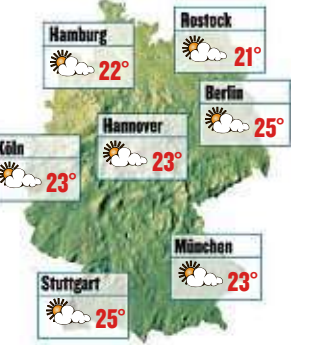 Rostock
21°
Hamburg
22°
Berlin
25°
Hannover
23°
Köln
23°
München
23°
Stuttgart
25°